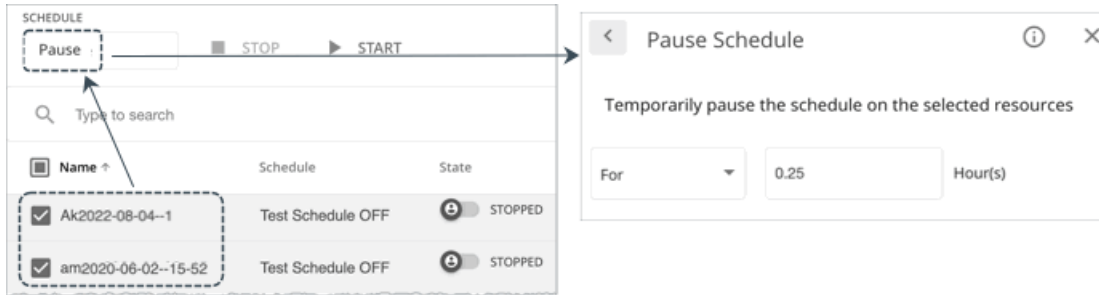 SCHEDULE
Pause
STOP START
Type to search
Name ↑ Schedule State
Ak2022-08-04--1 Test Schedule OFF STOPPED
am2020-06-02--15-52 Test Schedule OFF STOPPED
Pause Schedule
Temporarily pause the schedule on the selected resources
For 0.25 Hour(s)